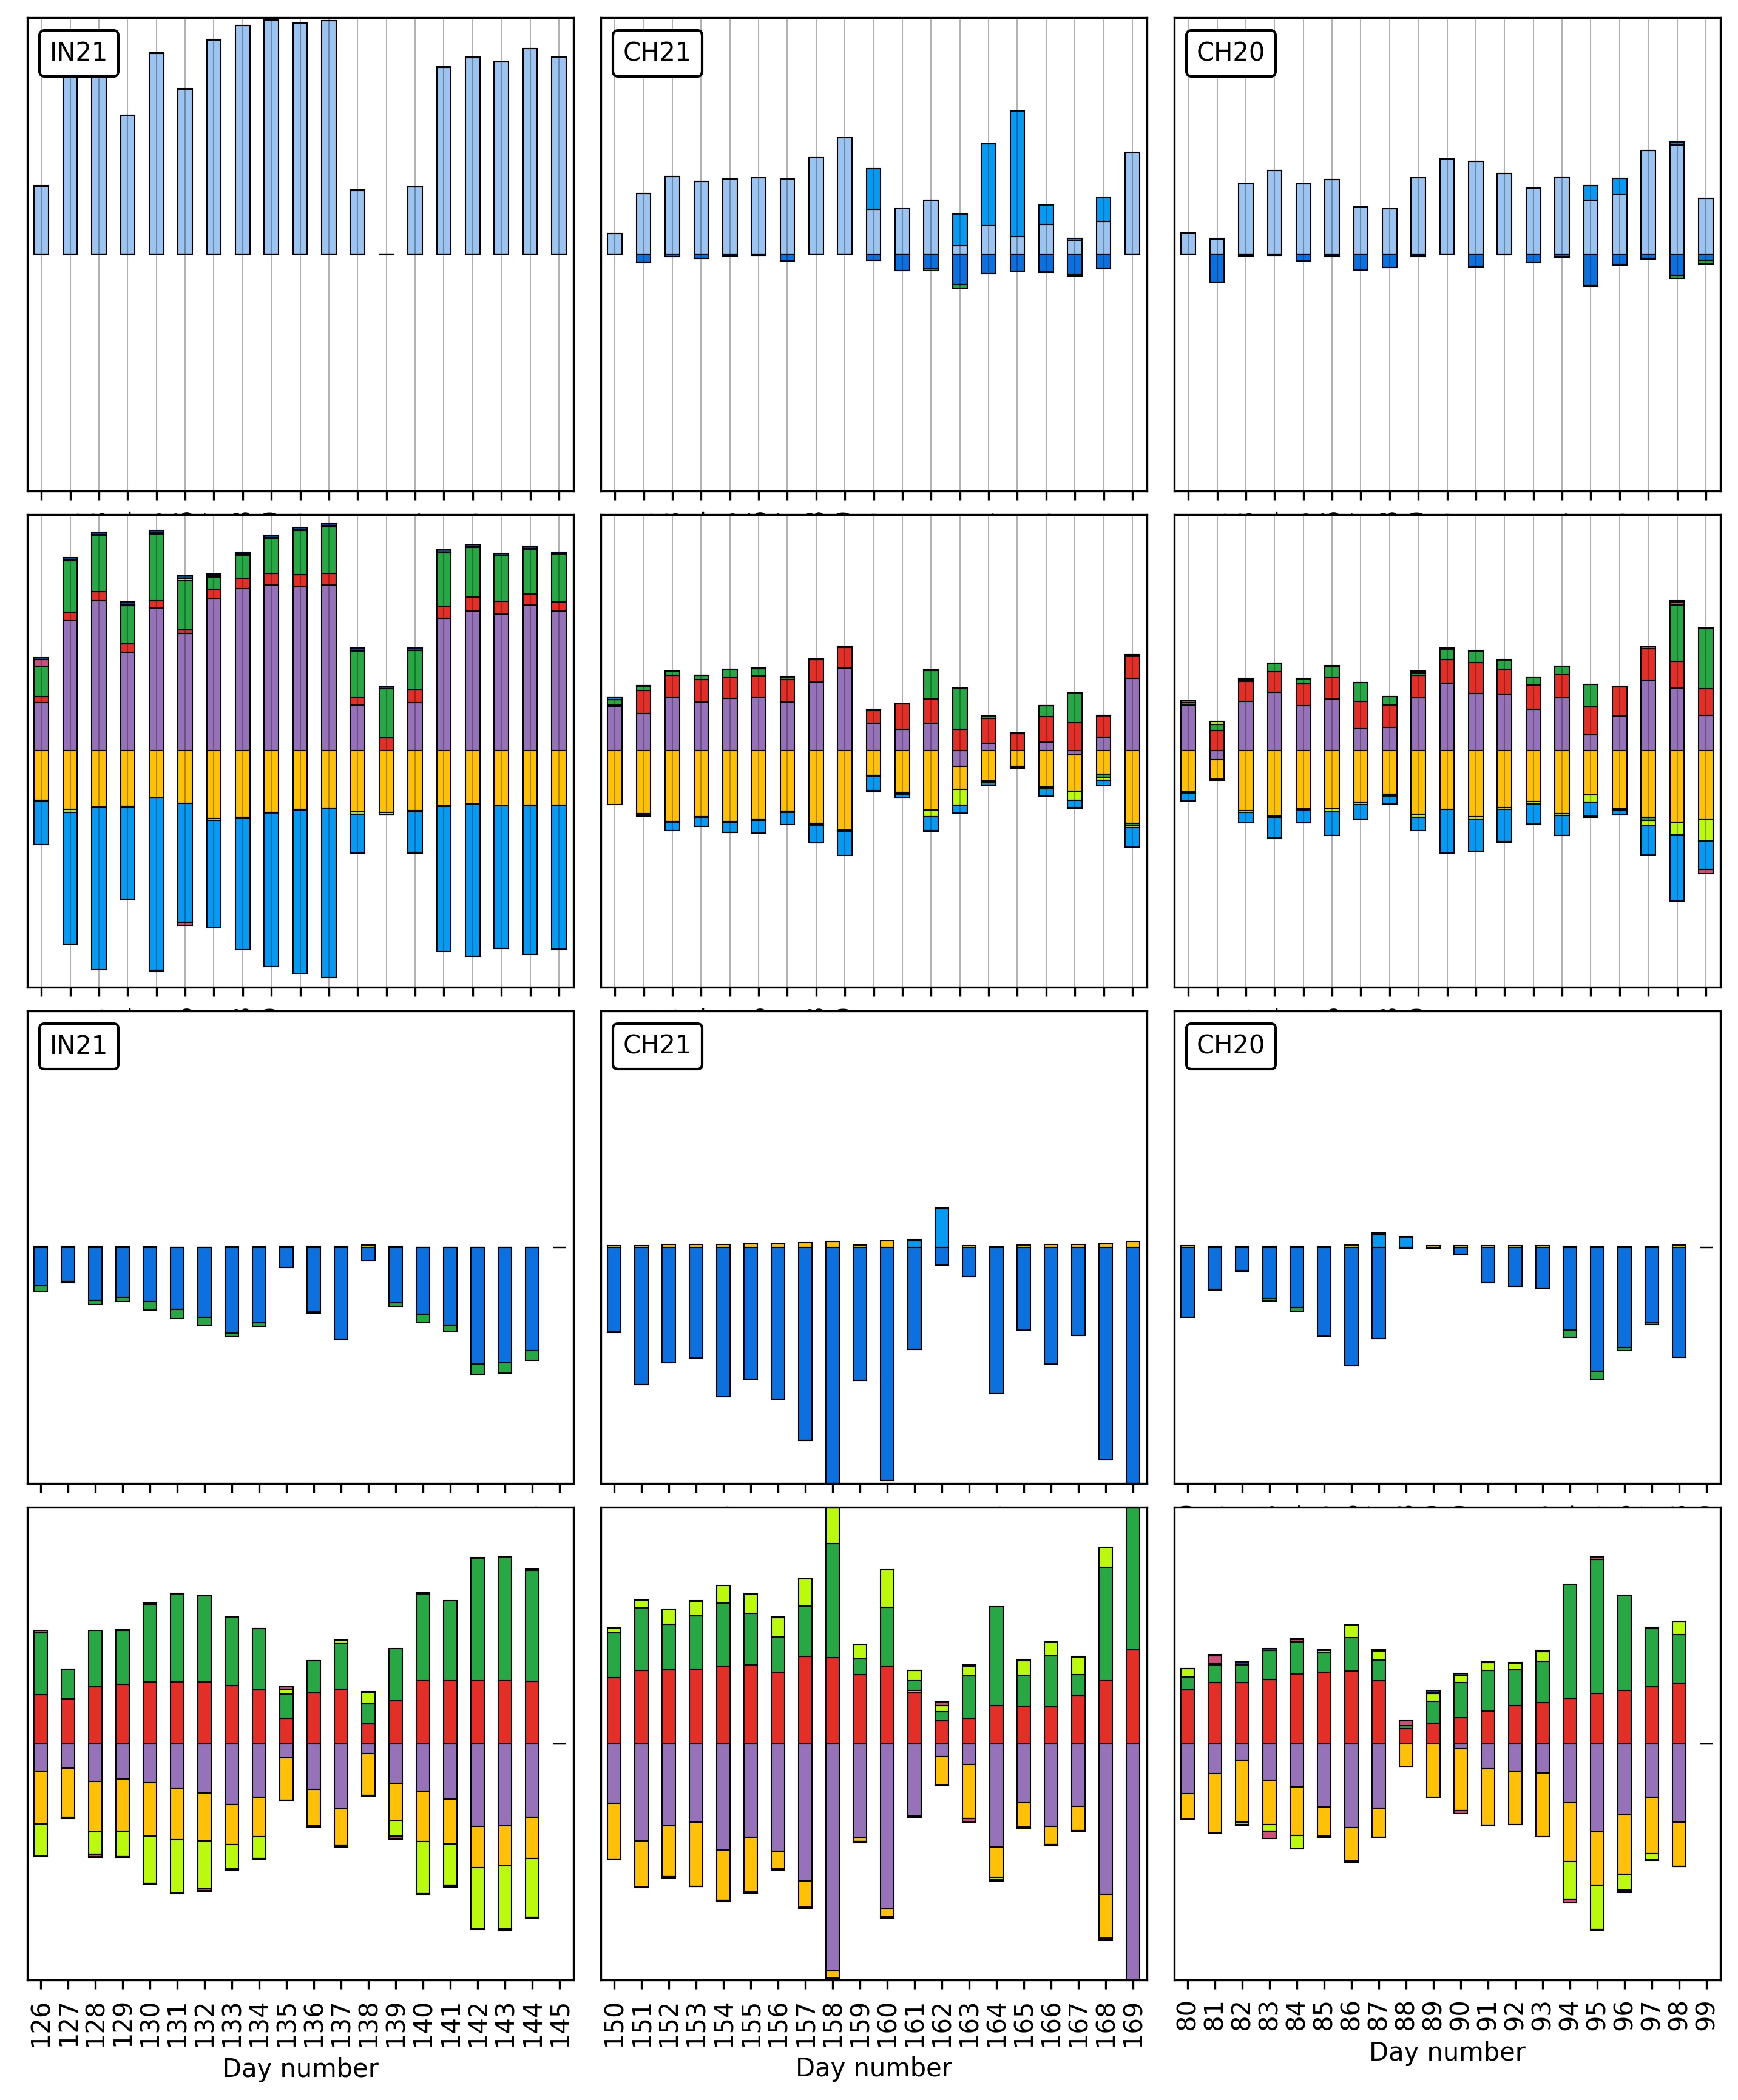 IN21 CH21 CH20
IN21 CH21 CH20
126 127 128 129 130 131 132 133 134 135 136 137 138 139 140 141 142 143 144 145 150 151 152 153 154 155 156 157 158 159 160 161 162 163 164 165 166 167 168 169 80 81 82 83 84 85 86 87 88 89 90 91 92 93 94 95 96 97 98 99
Day number Day number Day number